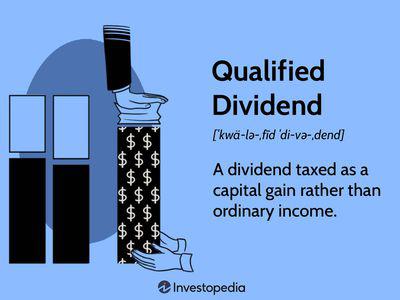 Qualified
Dividend
[ˈkwä-lə-ˌfīd ˈdi-və-ˌdend]
A dividend taxed as a
capital gain rather than
ordinary income.
Investopedia